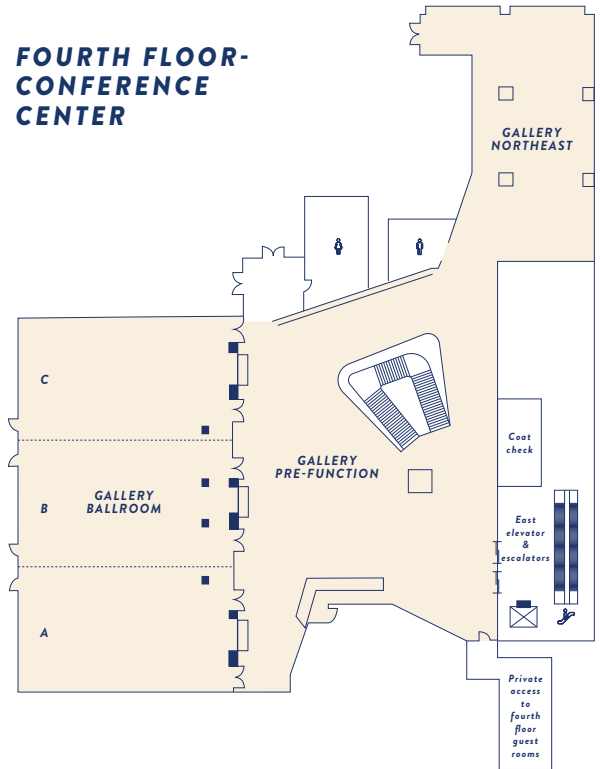 FOURTH FLOOR-
CONFERENCE
CENTER
GALLERY
NORTHEAST
C
GALLERY
PRE-FUNCTION
Coat
check
B
GALLERY
BALLROOM
East
elevator
&
escalators
A
Private
access
to
fourth
floor
guest
rooms